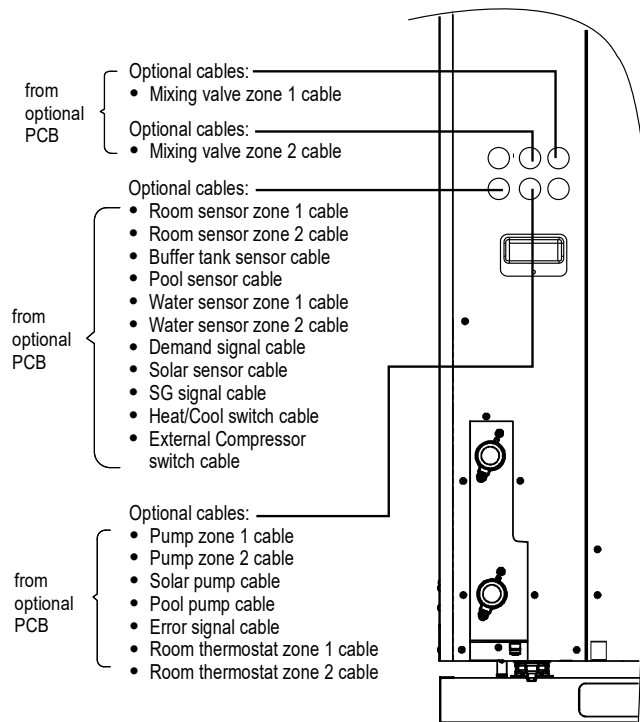 from
optional
PCB
Optional cables:
• Mixing valve zone 1 cable
Optional cables:
• Mixing valve zone 2 cable
from
optional
PCB
Optional cables:
• Room sensor zone 1 cable
• Room sensor zone 2 cable
• Buffer tank sensor cable
• Pool sensor cable
• Water sensor zone 1 cable
• Water sensor zone 2 cable
• Demand signal cable
• Solar sensor cable
• SG signal cable
• Heat/Cool switch cable
• External Compressor
switch cable
from
optional
PCB
Optional cables:
• Pump zone 1 cable
• Pump zone 2 cable
• Solar pump cable
• Pool pump cable
• Error signal cable
• Room thermostat zone 1 cable
• Room thermostat zone 2 cable